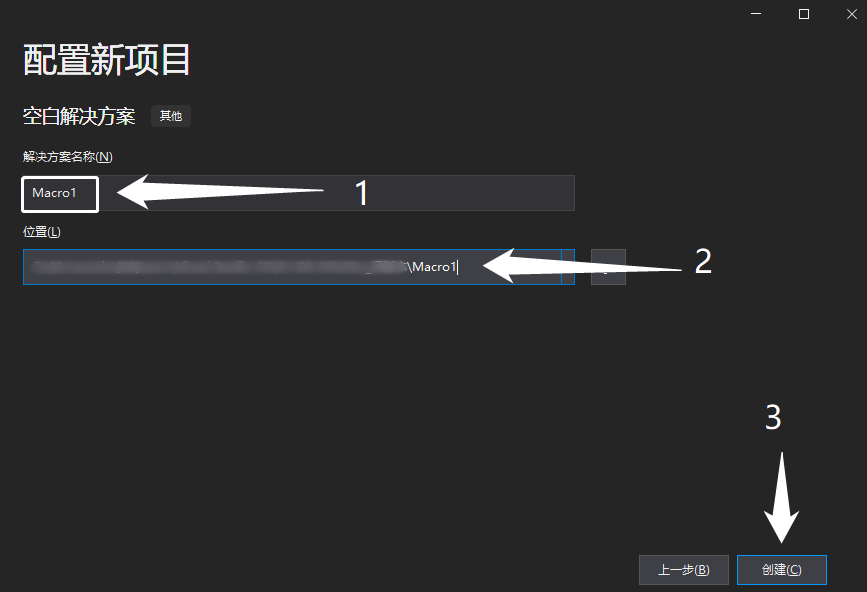 配置新项目
空白解决方案 其他
解决方案名称(N)
Macro1 1
位置(L)
\Macro1 2
3
上一步(B) 创建(C)